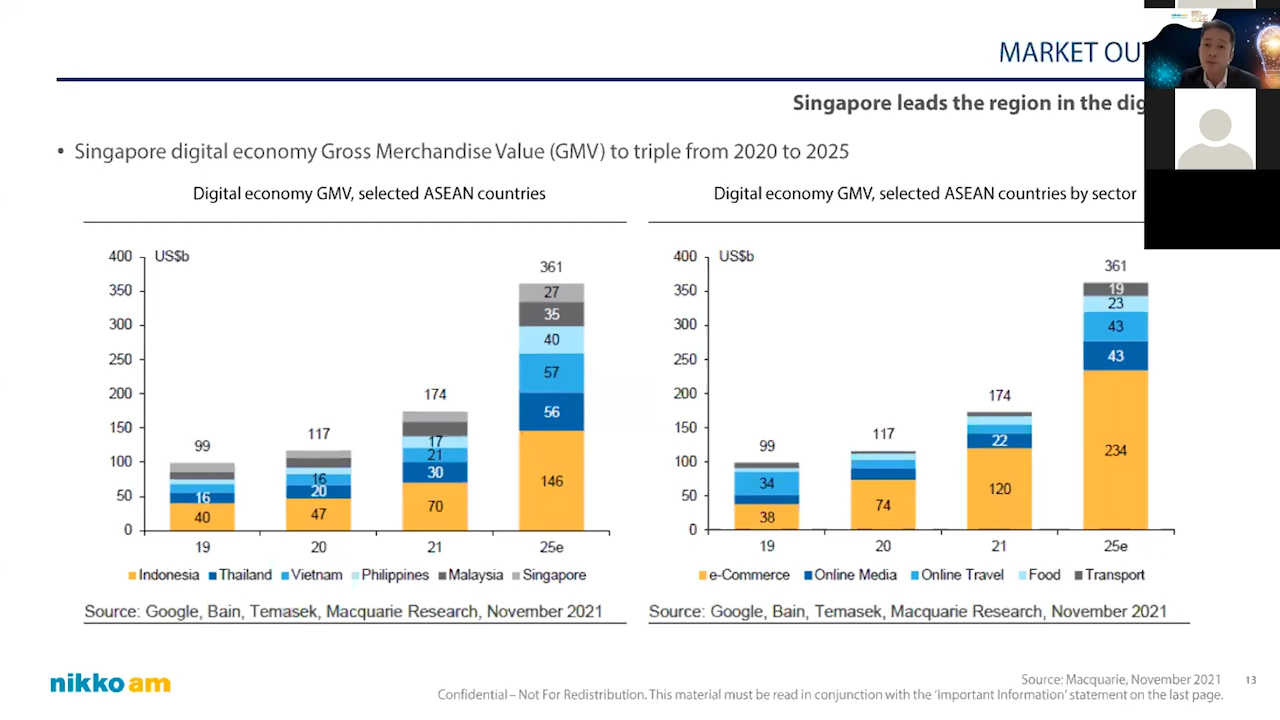 MARKET OU
Singapore leads the region in the dig
• Singapore digital economy Gross Merchandise Value (GMV) to triple from 2020 to 2025
Digital economy GMV, selected ASEAN countries
400 US$b
350
300
250
200
150
100
50
0
99
16
40
117
16
20
47
174
17
21
30
70
361
27
35
40
57
56
146
19 20 21 25e
Indonesia Thailand Vietnam Philippines Malaysia Singapore
Source: Google, Bain, Temasek, Macquarie Research, November 2021
Digital economy GMV, selected ASEAN countries by sector
400 US$b
350
300
250
200
150
100
50
0
99
34
38
117
74
174
22
120
361
19
23
43
43
234
19 20 21 25e
e-Commerce Online Media Online Travel Food Transport
Source: Google, Bain, Temasek, Macquarie Research, November 2021
nikko am
Source: Macquarie, November 2021 13
Confidential – Not For Redistribution. This material must be read in conjunction with the 'Important Information' statement on the last page.
nikko am